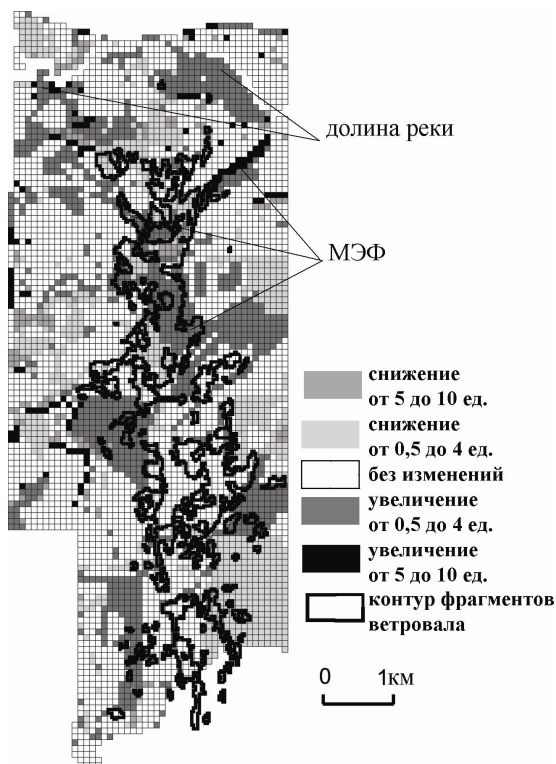 долина реки
МЭФ
снижение
от 5 до 10 ед.
снижение
от 0,5 до 4 ед.
без изменений
увеличение
от 0,5 до 4 ед.
увеличение
от 5 до 10 ед.
контур фрагментов
ветровала
0 1км